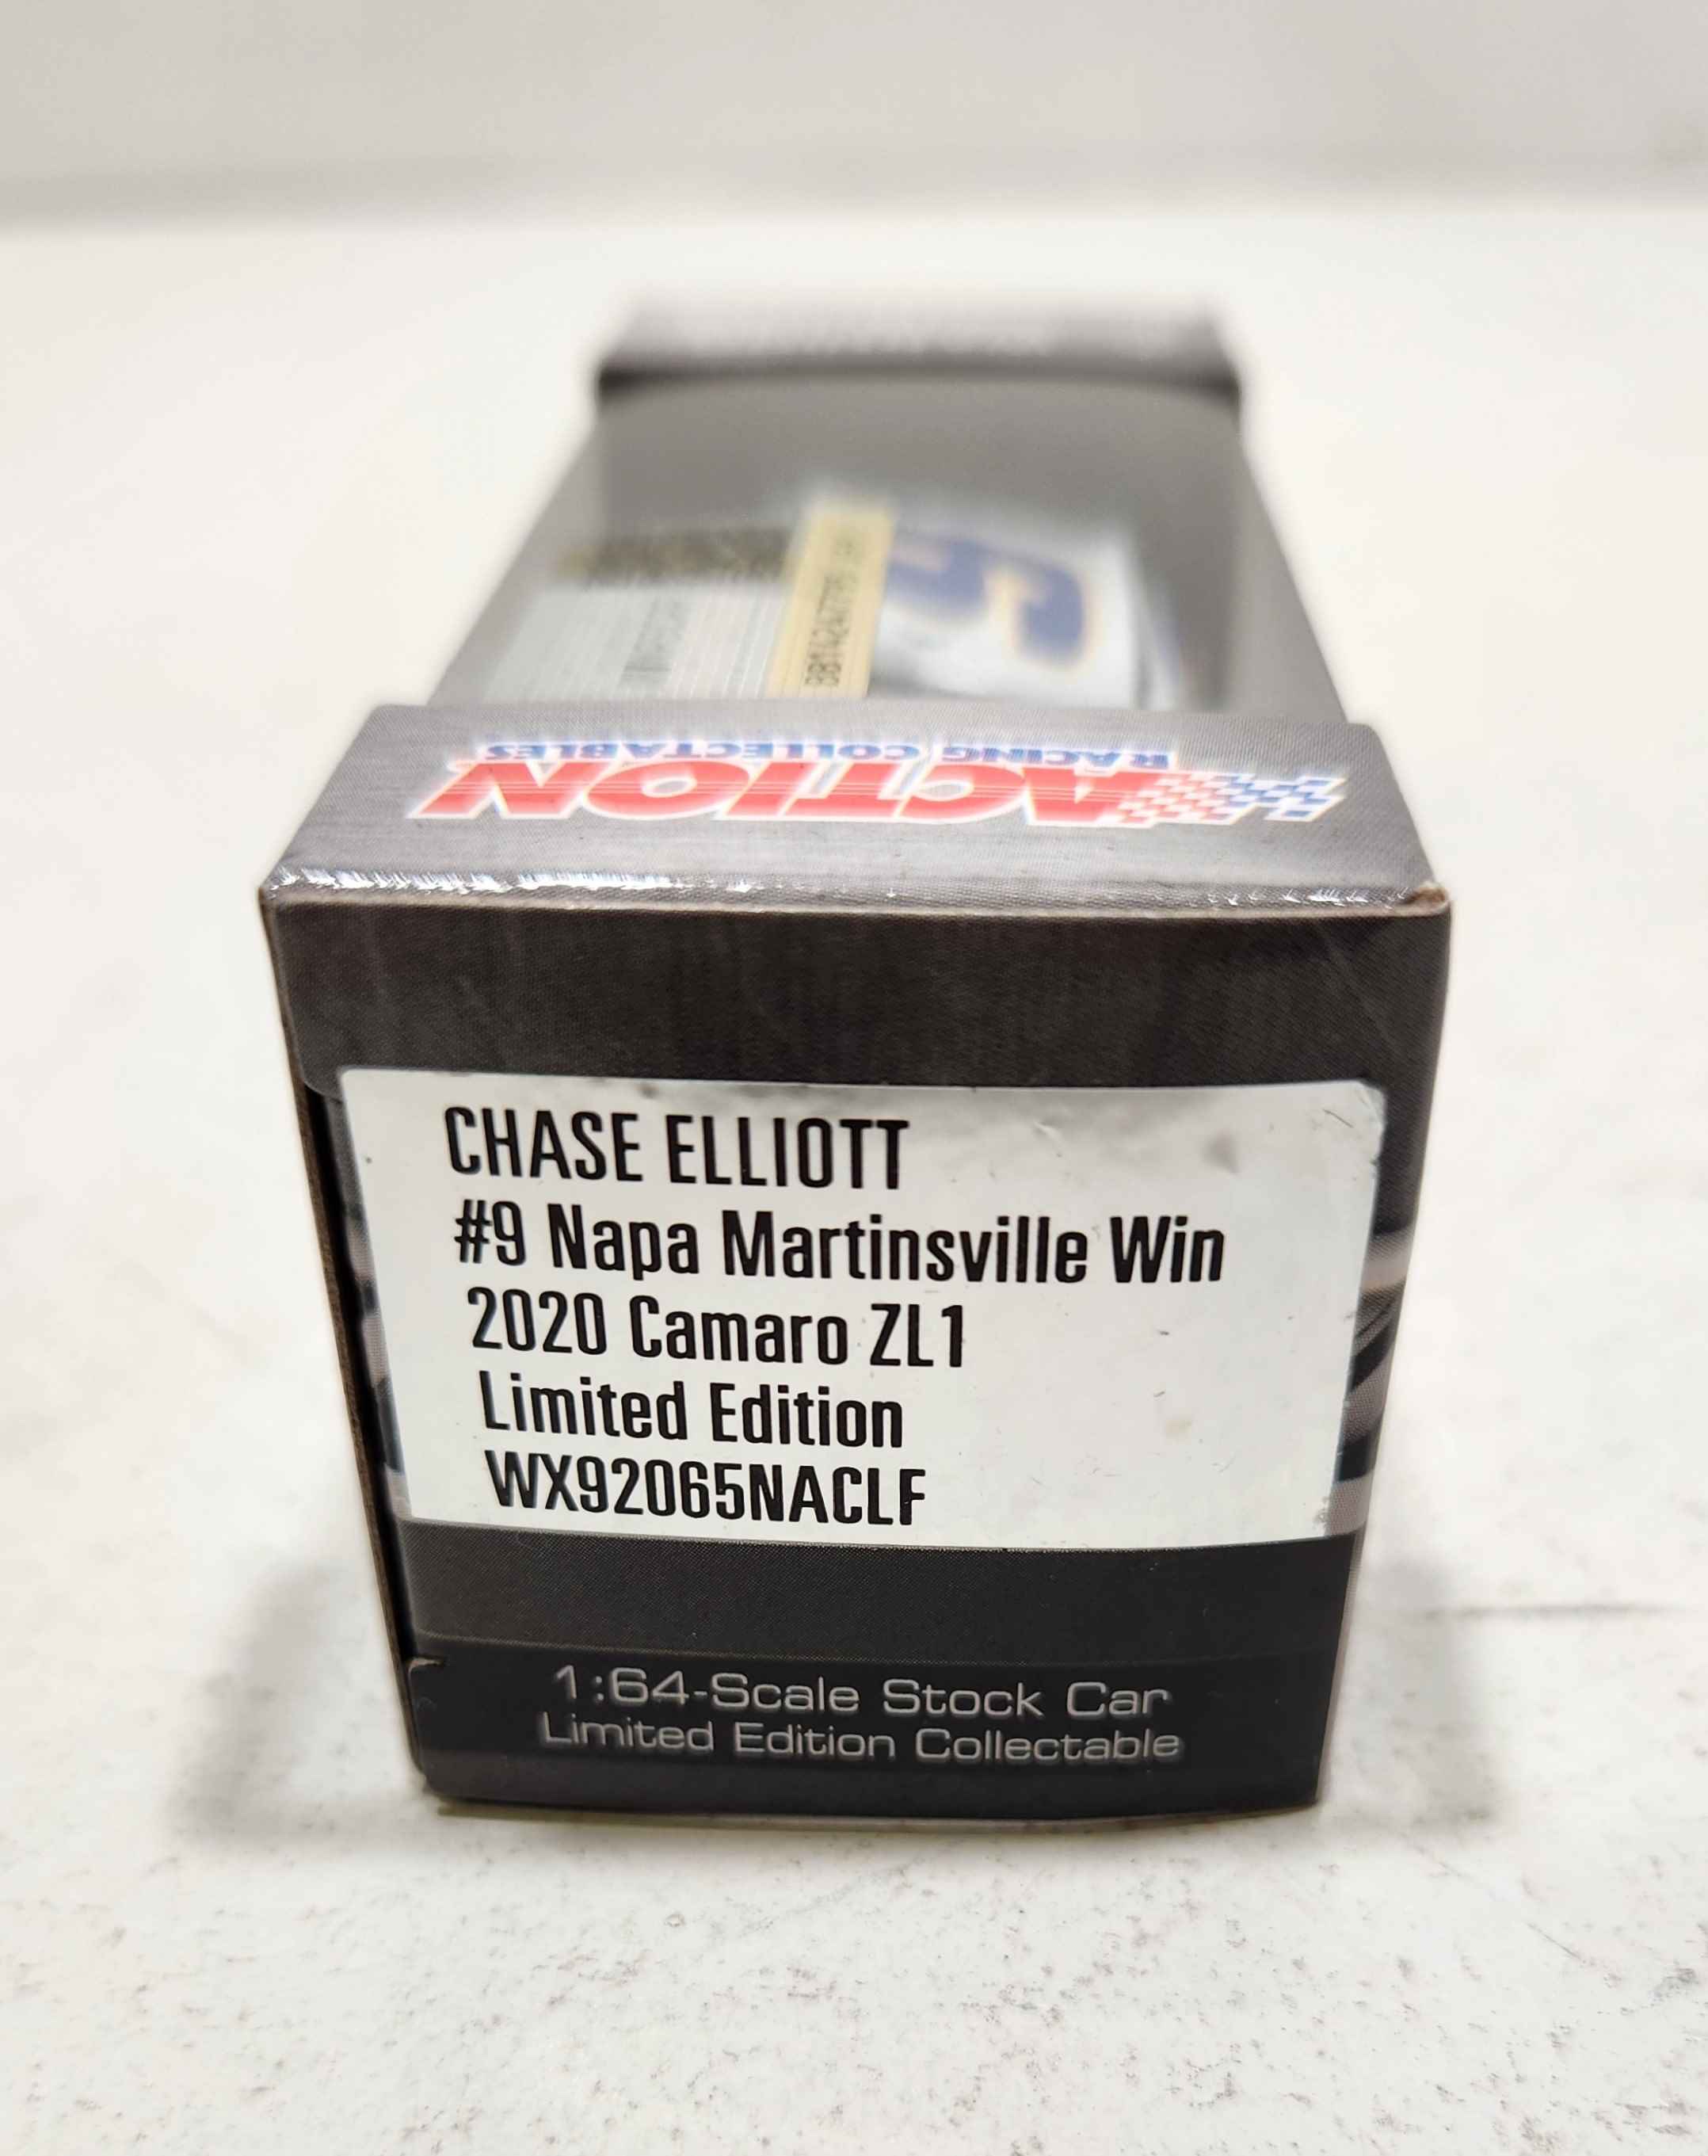 ACTION
RACING COLLECTABLES
CHASE ELLIOTT
#9 Napa Martinsville Win
2020 Camaro ZL1
Limited Edition
WX92065NACLF
1:64-Scale Stock Car
Limited Edition Collectable